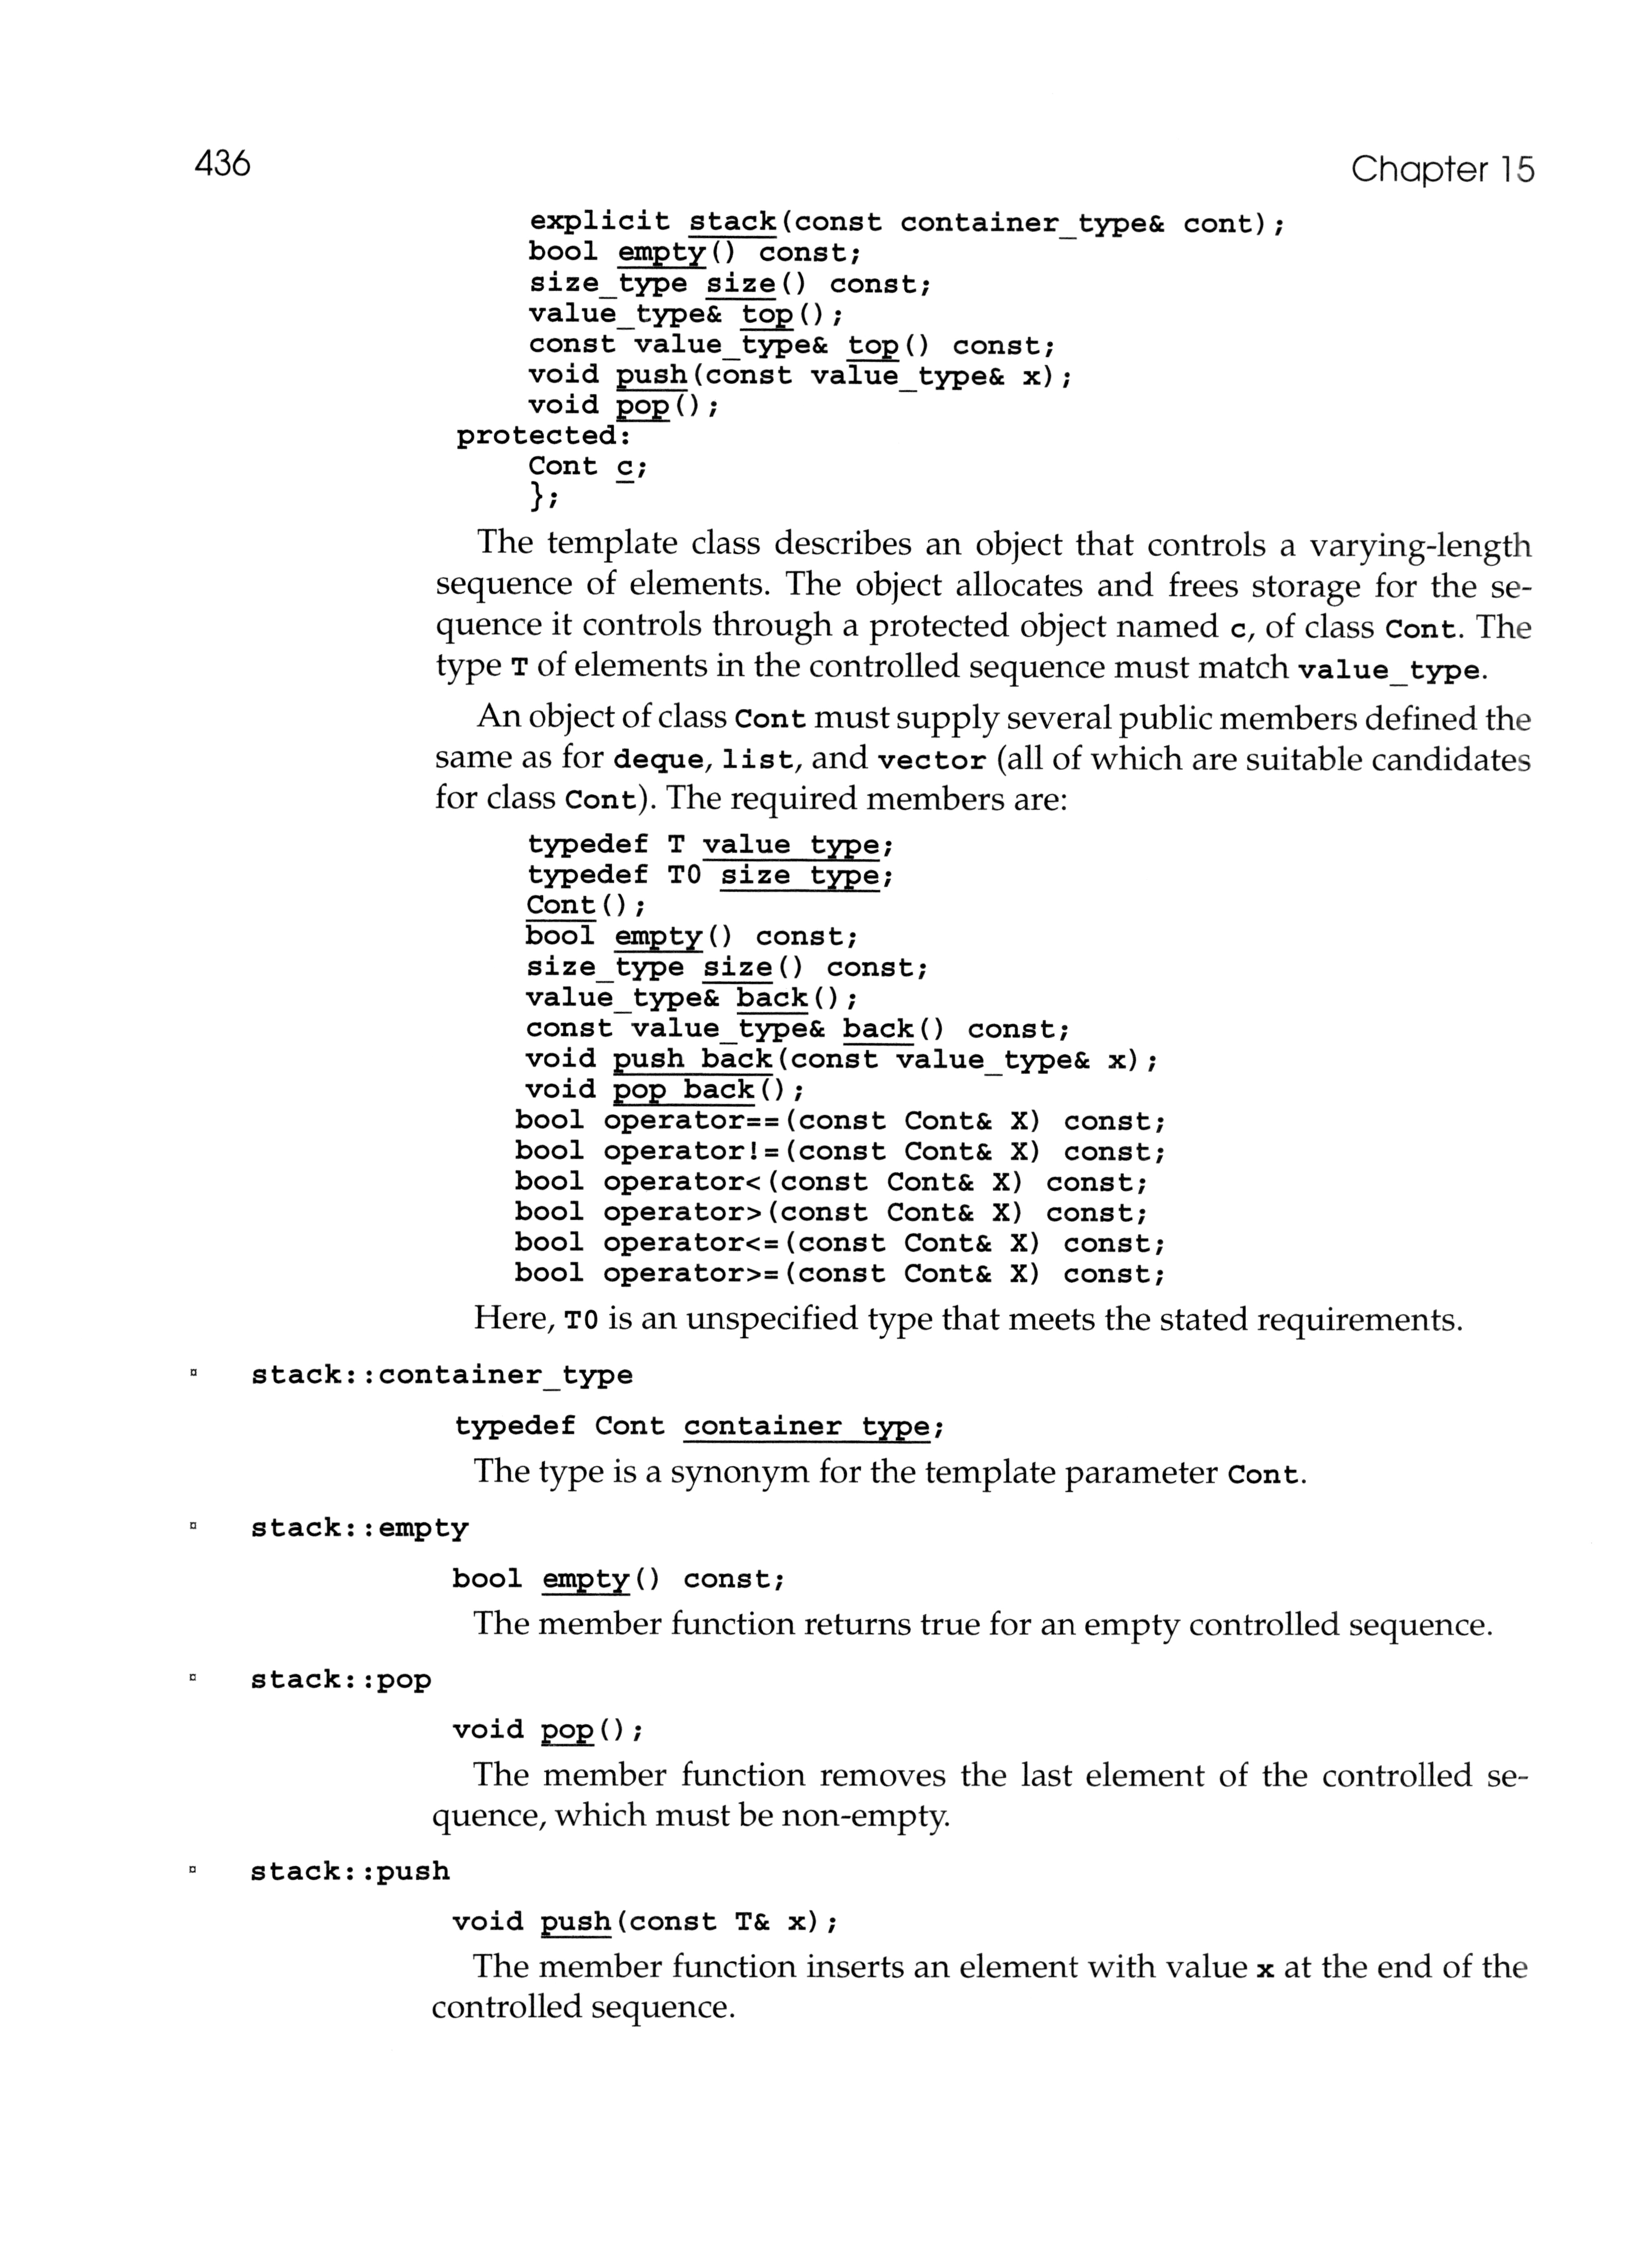 436
Chapter 15
explicit stack(const container_type& cont);
bool empty() const;
size_type size() const;
value_type& top();
const value_type& top() const;
void push(const value_type& x);
void pop();
protected:
Cont c;
};
The template class describes an object that controls a varying-length
sequence of elements. The object allocates and frees storage for the se-
quence it controls through a protected object named c, of class Cont. The
type T of elements in the controlled sequence must match value_type.
An object of class Cont must supply several public members defined the
same as for deque, list, and vector (all of which are suitable candidates
for class Cont). The required members are:
typedef T value_type;
typedef T0 size_type;
Cont();
bool empty() const;
size_type size() const;
value_type& back();
const value_type& back() const;
void push_back(const value_type& x);
void pop_back();
bool operator==(const Cont& X) const;
bool operator!=(const Cont& X) const;
bool operator<(const Cont& X) const;
bool operator>(const Cont& X) const;
bool operator<=(const Cont& X) const;
bool operator>=(const Cont& X) const;
Here, T0 is an unspecified type that meets the stated requirements.
stack::container_type
typedef Cont container_type;
The type is a synonym for the template parameter Cont.
stack::empty
bool empty() const;
The member function returns true for an empty controlled sequence.
stack::pop
void pop();
The member function removes the last element of the controlled se-
quence, which must be non-empty.
stack::push
void push(const T& x);
The member function inserts an element with value x at the end of the
controlled sequence.